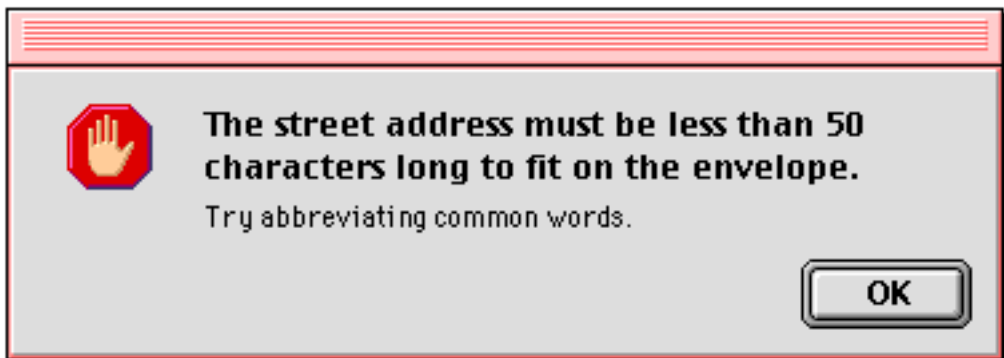 The street address must be less than 50
characters long to fit on the envelope.
Try abbreviating common words.
OK